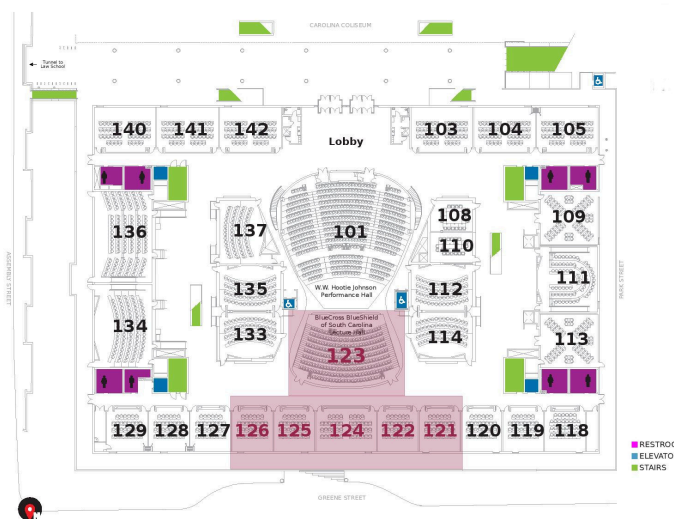 CAROLINA COLISEUM
Tunnel to
Law School
140 141 142
Lobby
103 104 105
136
137
101
108
110
109
135
W.W. Hootie Johnson
Performance Hall
112
111
134
133
BlueCross BlueShield
of South Carolina
Lecture Hall
123
114
113
129 128 127 126 125 124 122 121 120 119 118
ASSEMBLY STREET
PARK STREET
GREENE STREET
RESTROO
ELEVATO
STAIRS